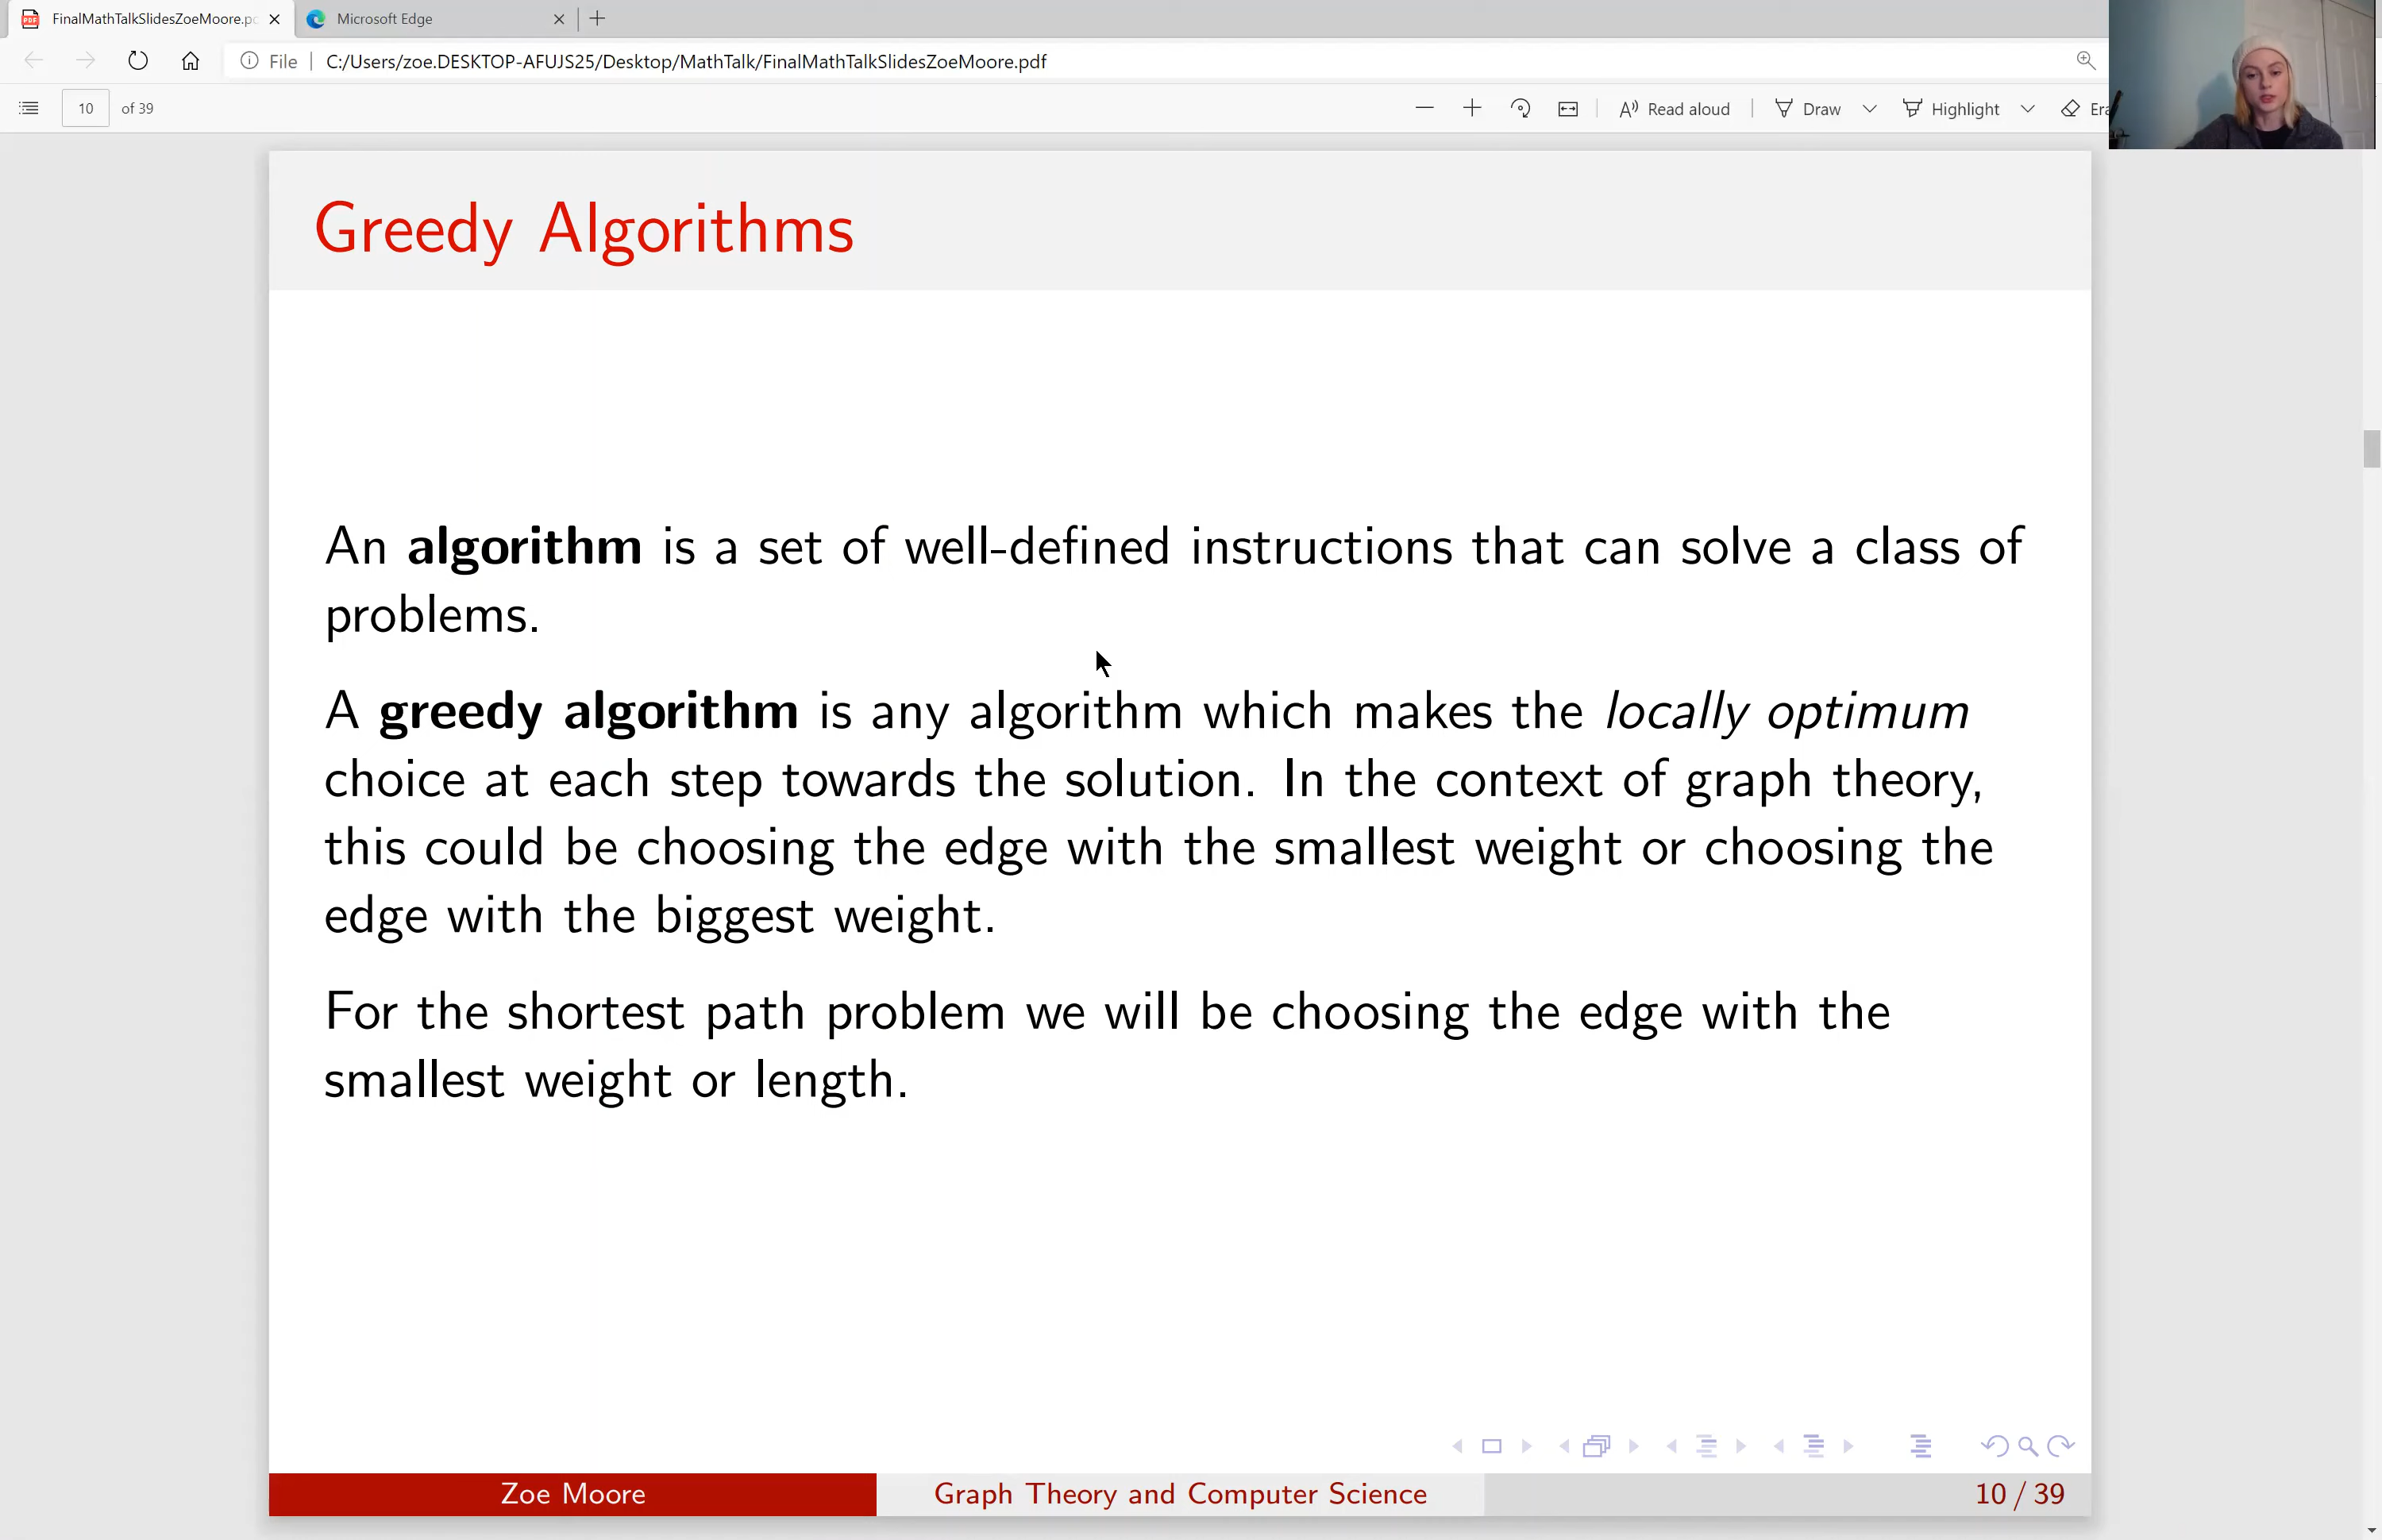 FinalMathTalkSlidesZoeMoore.p
Microsoft Edge
File
C:/Users/zoe.DESKTOP-AFUJS25/Desktop/MathTalk/FinalMathTalkSlidesZoeMoore.pdf
10 of 39
Read aloud
Draw
Highlight
Era
Greedy Algorithms
An algorithm is a set of well-defined instructions that can solve a class of
problems.
A greedy algorithm is any algorithm which makes the locally optimum
choice at each step towards the solution. In the context of graph theory,
this could be choosing the edge with the smallest weight or choosing the
edge with the biggest weight.
For the shortest path problem we will be choosing the edge with the
smallest weight or length.
Zoe Moore
Graph Theory and Computer Science
10 / 39